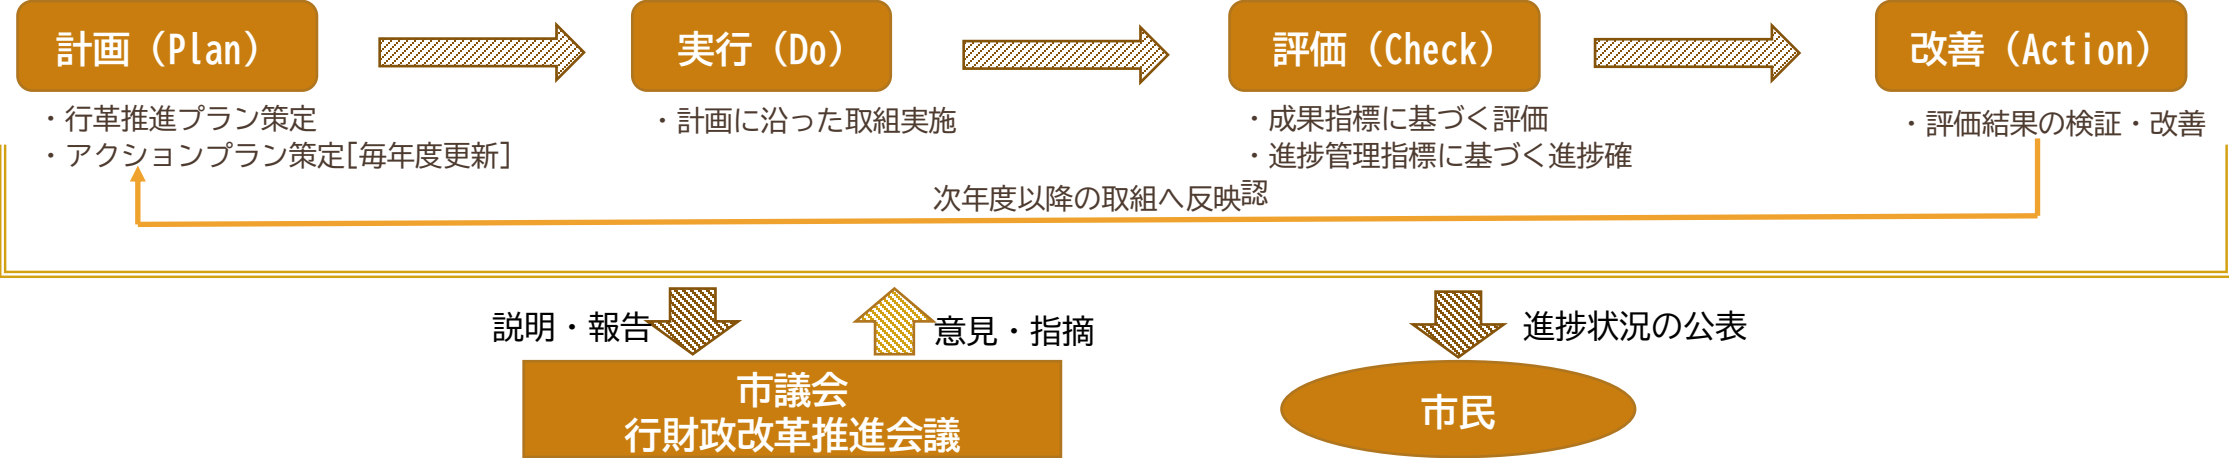 計画（Plan）
実行（Do）
評価（Check）
改善（Action）
・行革推進プラン策定
・アクションプラン策定[毎年度更新]
・計画に沿った取組実施
・成果指標に基づく評価
・進捗管理指標に基づく進捗確
認
・評価結果の検証・改善
次年度以降の取組へ反映
説明・報告
意見・指摘
進捗状況の公表
市議会
行財政改革推進会議
市民